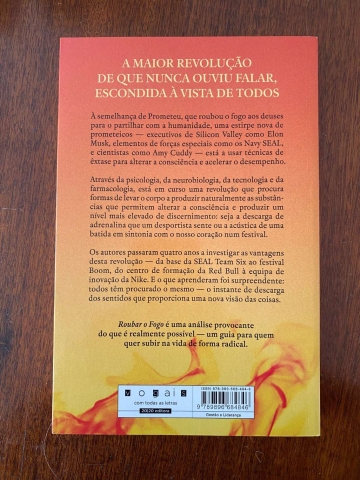 A MAIOR REVOLUÇÃO
DE QUE NUNCA OUVIU FALAR,
ESCONDIDA À VISTA DE TODOS
À semelhança de Prometeu, que roubou o fogo aos deuses
para o partilhar com a humanidade, uma estirpe nova de
prometeicos — executivos de Silicon Valley como Elon
Musk, elementos de forças especiais como os Navy SEAL,
e cientistas como Amy Cuddy — está a usar técnicas de
êxtase para alterar a consciência e acelerar o desempenho.
Através da psicologia, da neurobiologia, da tecnologia e da
farmacologia, está em curso uma revolução que procura
formas de levar o corpo a produzir naturalmente as substân-
cias que permitem alterar a consciência e produzir um
nível mais elevado de discernimento: seja a descarga de
adrenalina que um desportista sente ou a acústica de uma
batida em sintonia com o nosso coração num festival.
Os autores passaram quatro anos a investigar as vantagens
desta revolução — da base da SEAL Team Six ao festival
Boom, do centro de formação da Red Bull à equipa de
inovação da Nike. E o que aprenderam foi surpreendente:
todos têm procurado o mesmo — o instante de descarga
dos sentidos que proporciona uma nova visão das coisas.
Roubar o Fogo é uma análise provocante
do que é realmente possível — um guia para quem
quer subir na vida de forma radical.
vogais
com todas as letras
20|20 editora
9 789896 684846
Gestão e Liderança